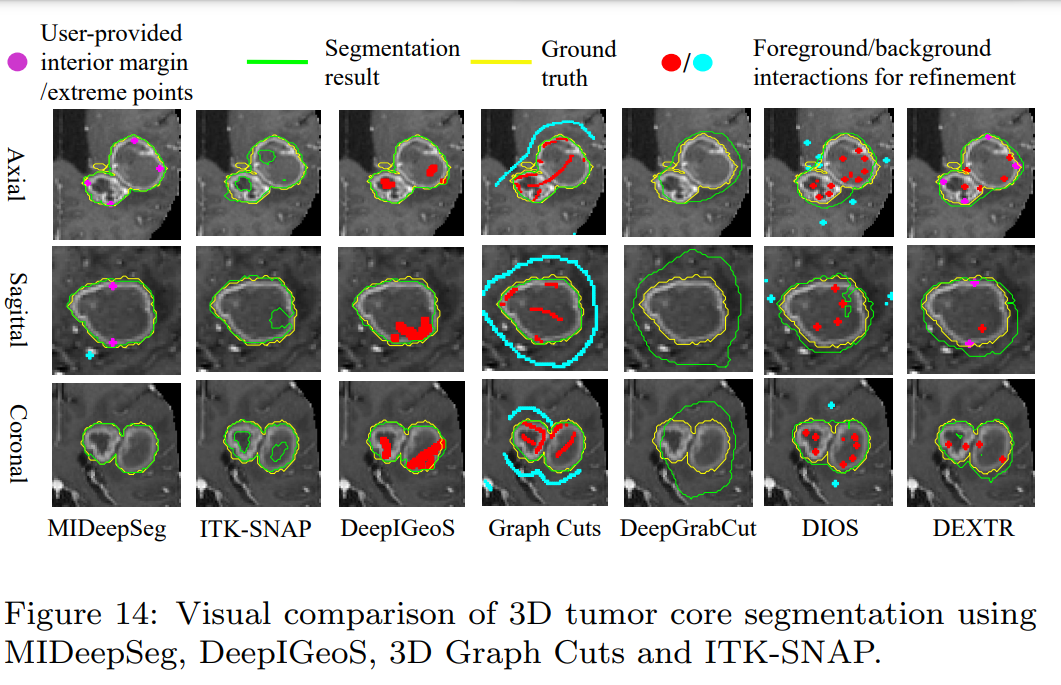 User-provided
interior margin
/extreme points
Segmentation
result
Ground
truth
/
Foreground/background
interactions for refinement
Axial
Sagittal
Coronal
MIDeepSeg ITK-SNAP DeepIGeoS Graph Cuts DeepGrabCut DIOS DEXTR
Figure 14: Visual comparison of 3D tumor core segmentation using
MIDeepSeg, DeepIGeoS, 3D Graph Cuts and ITK-SNAP.